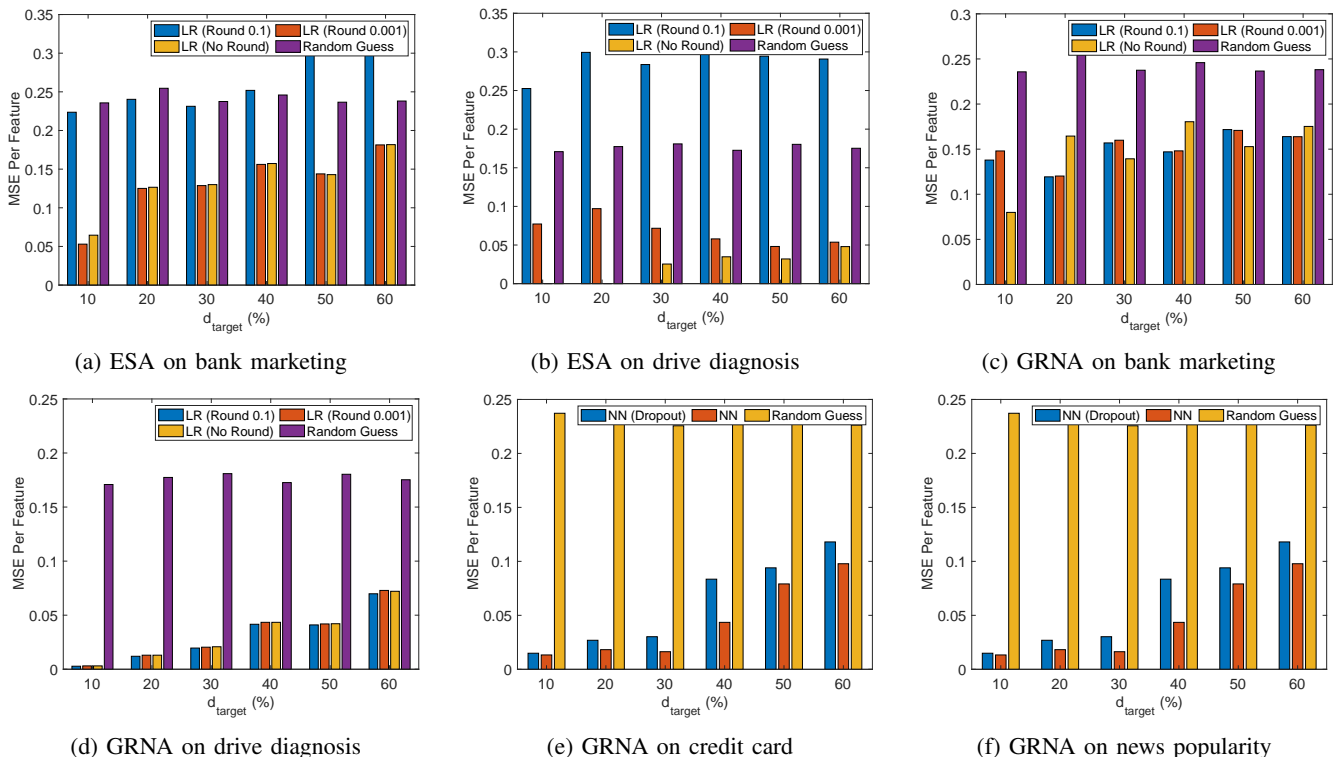 0.35
0.3
0.25
0.2
0.15
0.1
0.05
0
MSE Per Feature
LR (Round 0.1) LR (Round 0.001)
LR (No Round) Random Guess
10 20 30 40 50 60
d_target (%)
(a) ESA on bank marketing
0.35
0.3
0.25
0.2
0.15
0.1
0.05
0
MSE Per Feature
LR (Round 0.1) LR (Round 0.001)
LR (No Round) Random Guess
10 20 30 40 50 60
d_target (%)
(b) ESA on drive diagnosis
0.3
0.25
0.2
0.15
0.1
0.05
0
MSE Per Feature
LR (Round 0.1) LR (Round 0.001)
LR (No Round) Random Guess
10 20 30 40 50 60
d_target (%)
(c) GRNA on bank marketing
0.25
0.2
0.15
0.1
0.05
0
MSE Per Feature
LR (Round 0.1) LR (Round 0.001)
LR (No Round) Random Guess
10 20 30 40 50 60
d_target (%)
(d) GRNA on drive diagnosis
0.25
0.2
0.15
0.1
0.05
0
MSE Per Feature
NN (Dropout) NN Random Guess
10 20 30 40 50 60
d_target (%)
(e) GRNA on credit card
0.25
0.2
0.15
0.1
0.05
0
MSE Per Feature
NN (Dropout) NN Random Guess
10 20 30 40 50 60
d_target (%)
(f) GRNA on news popularity